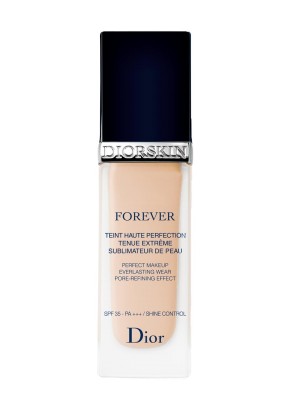 DIORSKIN
FOREVER
TEINT HAUTE PERFECTION
TENUE EXTRÊME
SUBLIMATEUR DE PEAU
PERFECT MAKEUP
EVERLASTING WEAR
PORE-REFINING EFFECT
SPF 35 - PA +++ / SHINE CONTROL
Dior